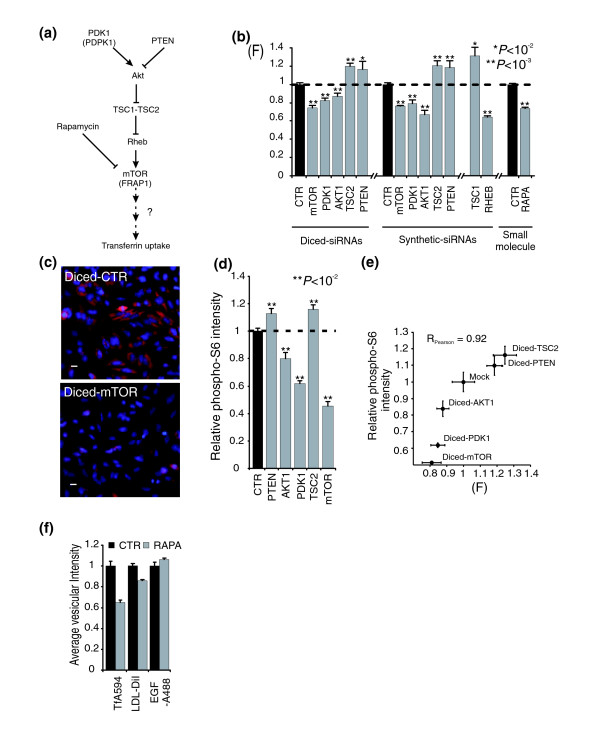 (a)
PDK1
(PDPK1)
PTEN
Akt
TSC1-TSC2
Rapamycin
Rheb
mTOR
(FRAP1)
?
Transferrin uptake
(b)
(F)
*P<10-2
**P<10-3
1.4
1.2
1
0.8
0.6
0.4
0.2
0
** ** ** ** *
** ** ** ** ** * ** **
CTR
mTOR
PDK1
AKT1
TSC2
PTEN
CTR
mTOR
PDK1
AKT1
TSC2
PTEN
TSC1
RHEB
CTR
RAPA
Diced-siRNAs
Synthetic-siRNAs
Small
molecule
(c)
Diced-CTR
Diced-mTOR
(d)
**P<10-2
Relative phospho-S6
intensity
1.4
1.2
1
0.8
0.6
0.4
0.2
0
** ** ** ** **
CTR
PTEN
AKT1
PDK1
TSC2
mTOR
(e)
RPearson = 0.92
Relative phospho-S6
intensity
1.3
1.2
1.1
1
0.9
0.8
0.7
0.6
Diced-TSC2
Diced-PTEN
Mock
Diced-AKT1
Diced-PDK1
Diced-mTOR
0.8 0.9 1 1.1 1.2 1.3 1.4
(F)
(f)
CTR RAPA
Average vesicular Intensity
1.2
1
0.8
0.6
0.4
0.2
0
TfA594
LDL-DiI
EGF
-A488